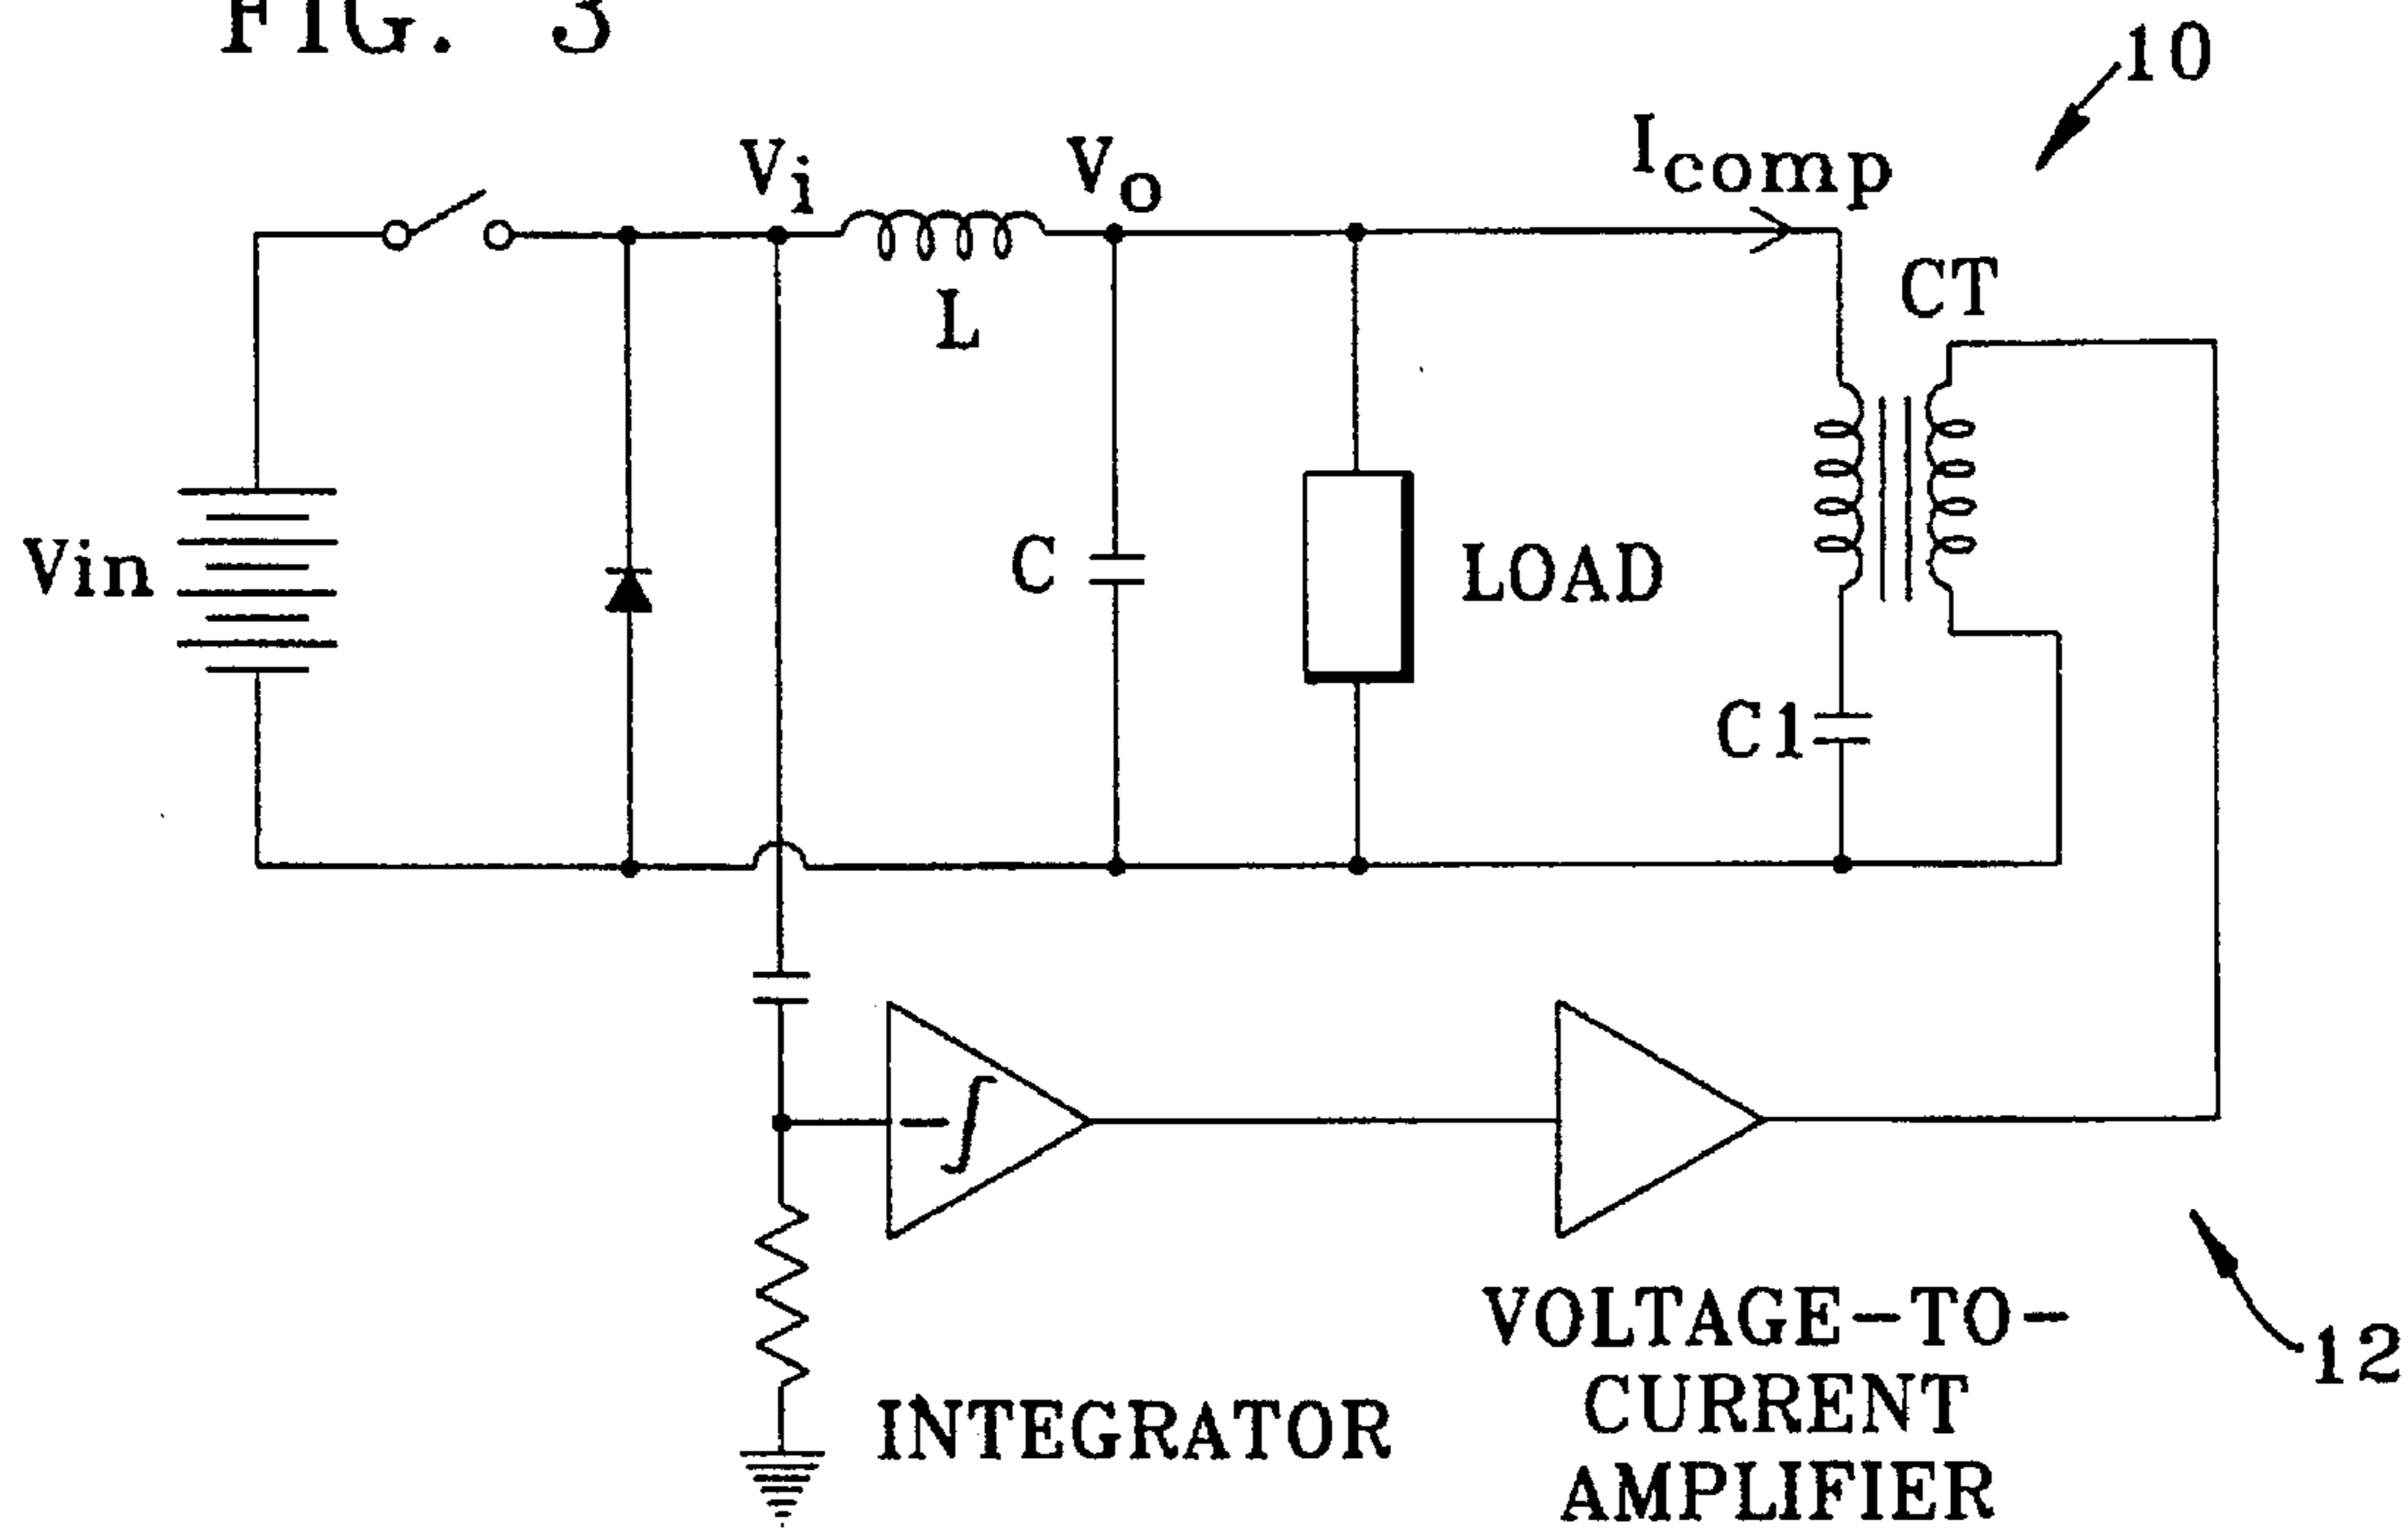 FIG. 3
10
Vi
Vo
Icomp
CT
L
Vin
C
LOAD
C1
-∫
INTEGRATOR
VOLTAGE-TO-
CURRENT
AMPLIFIER
12